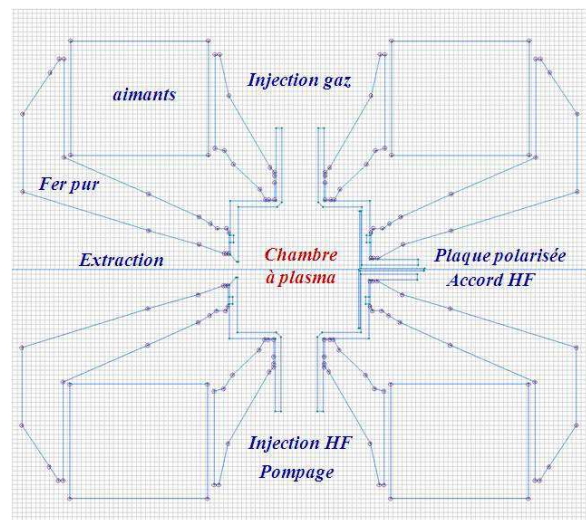 Injection gaz
aimants
Fer pur
Extraction
Chambre
à plasma
Plaque polarisée
Accord HF
Injection HF
Pompage